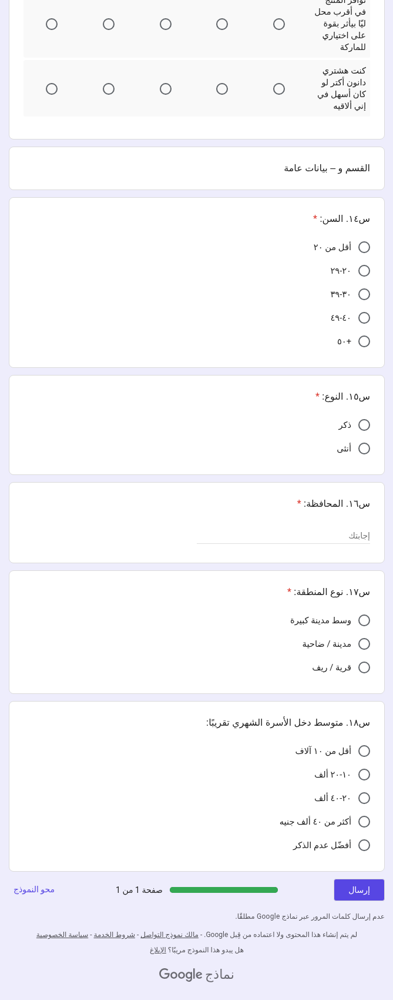 توافر المنتج
في أقرب محل
ليّا بيأثر بقوة
على اختياري
للماركة
كنت هشتري
دانون أكتر لو
كان أسهل في
إني ألاقيه
القسم و – بيانات عامة
س١٤. السن: *
أقل من ٢٠
٢٠-٢٩
٣٠-٣٩
٤٠-٤٩
+٥٠
س١٥. النوع: *
ذكر
أنثى
س١٦. المحافظة: *
إجابتك
س١٧. نوع المنطقة: *
وسط مدينة كبيرة
مدينة / ضاحية
قرية / ريف
س١٨. متوسط دخل الأسرة الشهري تقريبًا:
أقل من ١٠ آلاف
١٠-٢٠ ألف
٢٠-٤٠ ألف
أكثر من ٤٠ ألف جنيه
أفضّل عدم الذكر
إرسال
صفحة 1 من 1
محو النموذج
عدم إرسال كلمات المرور عبر نماذج Google مطلقًا.
لم يتم إنشاء هذا المحتوى ولا اعتماده من قِبل Google. - مالك نموذج التواصل - شروط الخدمة - سياسة الخصوصية
هل يبدو هذا النموذج مريبًا؟ الإبلاغ
نماذج Google